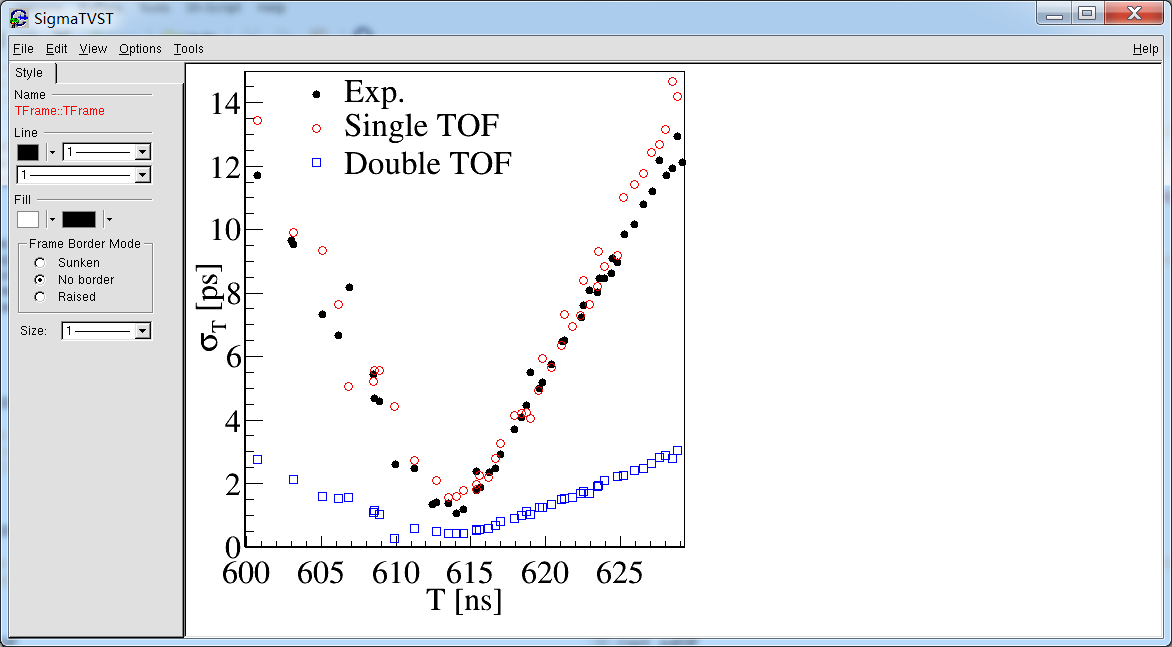 SigmaTVST
File Edit View Options Tools Help
Style
Name
TFrame::TFrame
Line
1
1
Fill
Frame Border Mode
Sunken
No border
Raised
Size: 1
Exp.
Single TOF
Double TOF
14
12
10
8
6
4
2
0
σT [ps]
600 605 610 615 620 625
T [ns]